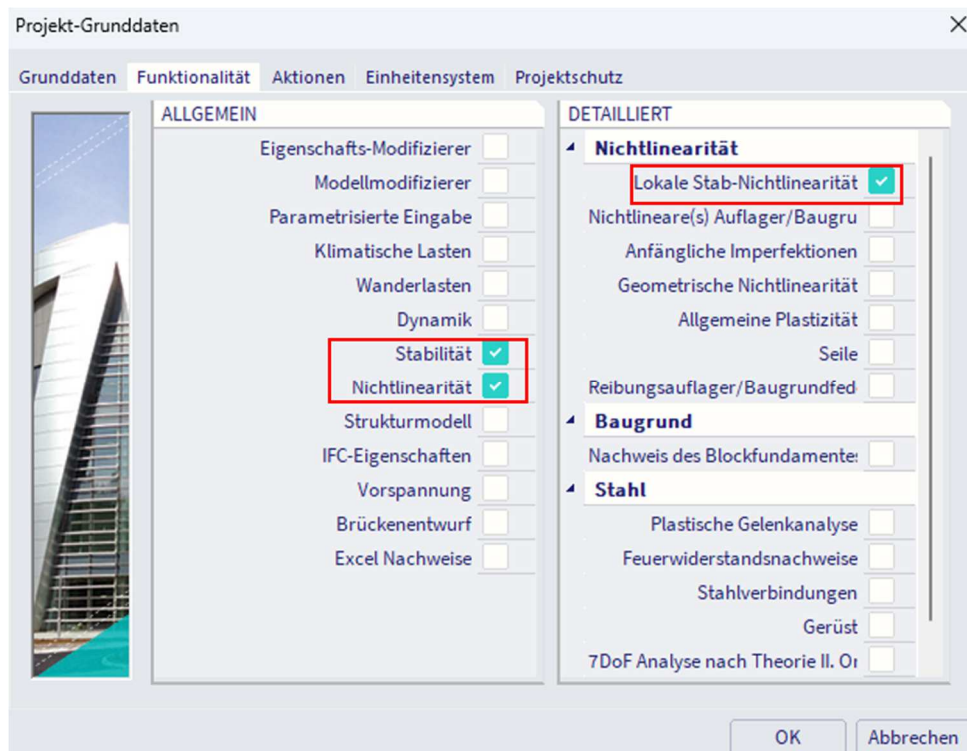 Projekt-Grunddaten
Grunddaten Funktionalität Aktionen Einheitensystem Projektschutz
ALLGEMEIN
Eigenschafts-Modifizierer
Modellmodifizierer
Parametrisierte Eingabe
Klimatische Lasten
Wanderlasten
Dynamik
Stabilität
Nichtlinearität
Strukturmodell
IFC-Eigenschaften
Vorspannung
Brückenentwurf
Excel Nachweise
DETAILLIERT
Nichtlinearität
Lokale Stab-Nichtlinearität
Nichtlineare(s) Auflager/Baugru
Anfängliche Imperfektionen
Geometrische Nichtlinearität
Allgemeine Plastizität
Seile
Reibungsauflager/Baugrundfed
Baugrund
Nachweis des Blockfundamentes
Stahl
Plastische Gelenkanalyse
Feuerwiderstandsnachweise
Stahlverbindungen
Gerüst
7DoF Analyse nach Theorie II. Or
OK Abbrechen